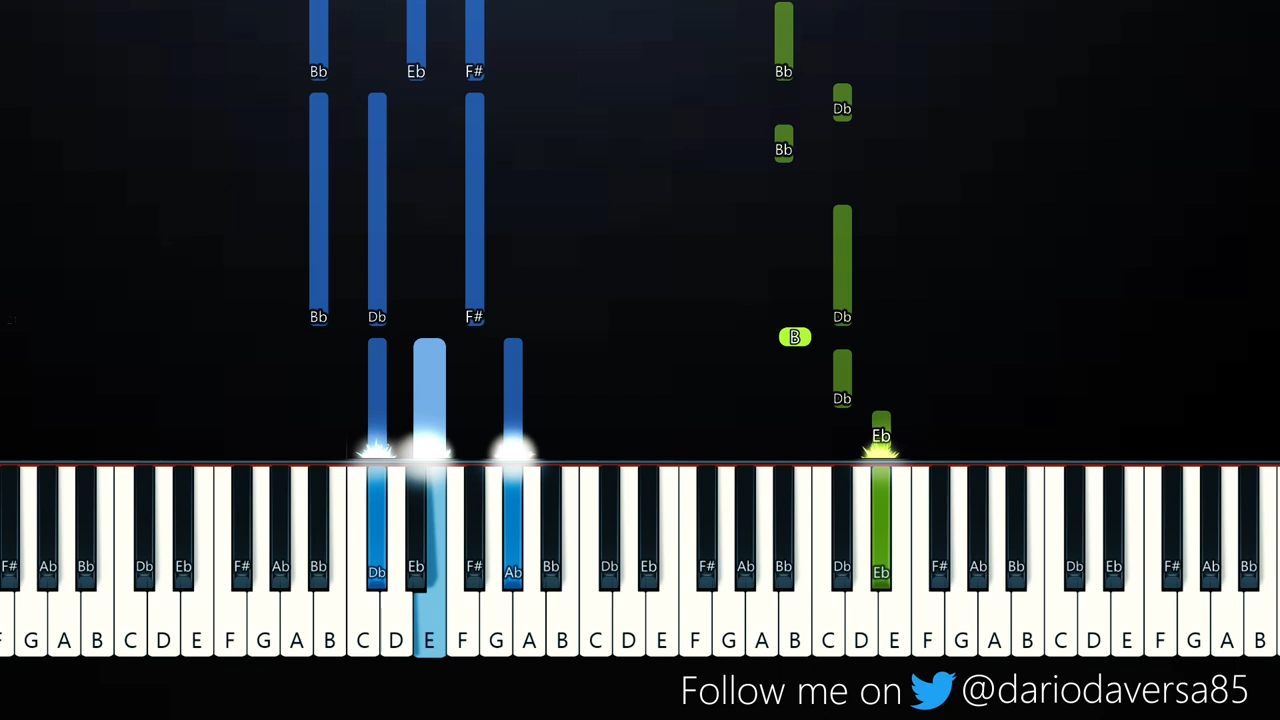 Bb Eb F# Bb
Db
Bb
Bb Db F# Db
B
Db
Eb
F# Ab Bb Db Eb F# Ab Bb Db Eb F# Ab Bb Db Eb F# Ab Bb Db Eb F# Ab Bb Db Eb F# Ab Bb
G A B C D E F G A B C D E F G A B C D E F G A B C D E F G A B C D E F G A B
Follow me on @dariodaversa85